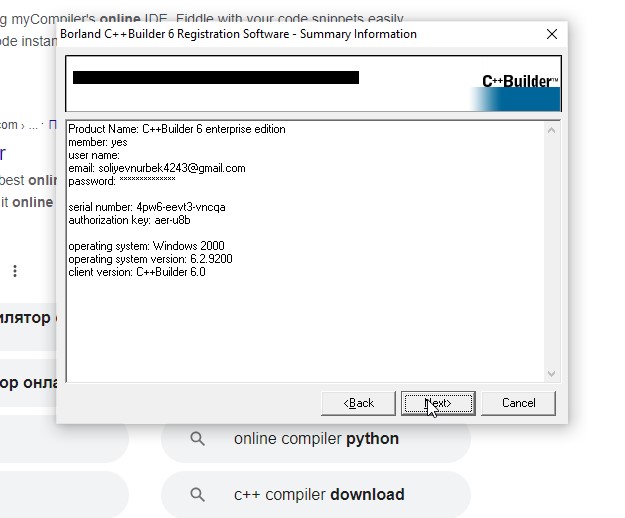 ng myCompiler's online IDE. Fiddle with your code snippets easily
ode instan
Borland C++Builder 6 Registration Software - Summary Information
C++Builder™
com › ... · П
r
best onlin
it online
Product Name: C++Builder 6 enterprise edition
member: yes
user name:
email: soliyevnurbek4243@gmail.com
password: **************
serial number: 4pw6-eevt3-vncqa
authorization key: aer-u8b
operating system: Windows 2000
operating system version: 6.2.9200
client version: C++Builder 6.0
илятор
ор онла
<Back
Next>
Cancel
online compiler python
c++ compiler download